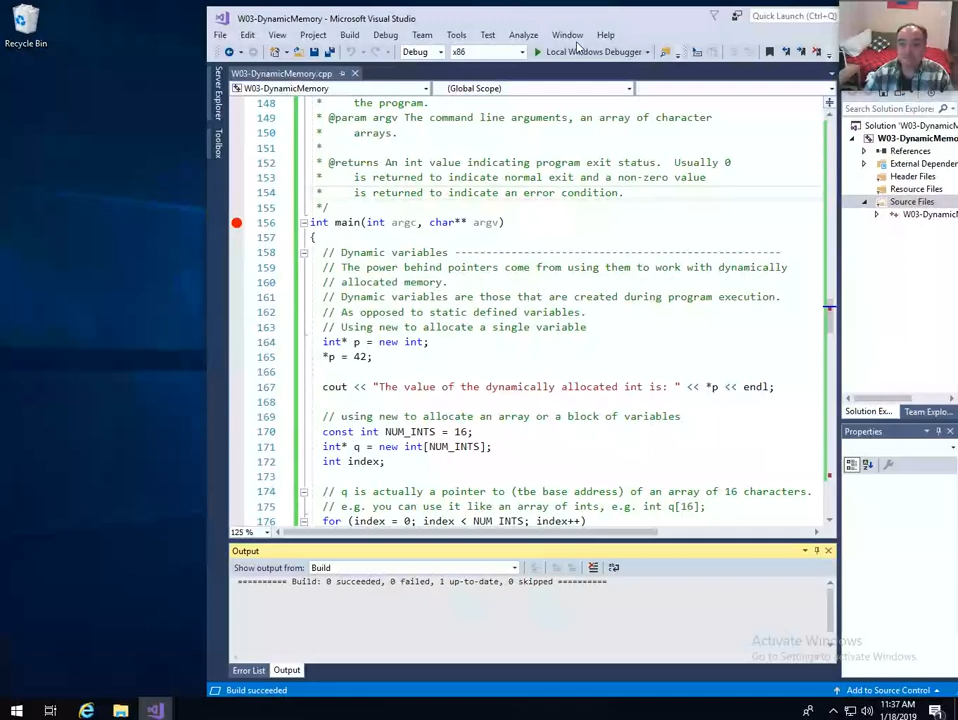 Recycle Bin
W03-DynamicMemory - Microsoft Visual Studio
Quick Launch (Ctrl+Q)
File Edit View Project Build Debug Team Tools Test Analyze Window Help
Debug x86 Local Windows Debugger
Server Explorer
Toolbox
W03-DynamicMemory.cpp
W03-DynamicMemory (Global Scope)
148 * the program.
149 * @param argv The command line arguments, an array of character
150 * arrays.
151 *
152 * @returns An int value indicating program exit status. Usually 0
153 * is returned to indicate normal exit and a non-zero value
154 * is returned to indicate an error condition.
155 */
156 int main(int argc, char** argv)
157 {
158 // Dynamic variables -------------------------------------------------------
159 // The power behind pointers come from using them to work with dynamically
160 // allocated memory.
161 // Dynamic variables are those that are created during program execution.
162 // As opposed to static defined variables.
163 // Using new to allocate a single variable
164 int* p = new int;
165 *p = 42;
166
167 cout << "The value of the dynamically allocated int is: " << *p << endl;
168
169 // using new to allocate an array or a block of variables
170 const int NUM_INTS = 16;
171 int* q = new int[NUM_INTS];
172 int index;
173
174 // q is actually a pointer to (tbe base address) of an array of 16 characters.
175 // e.g. you can use it like an array of ints, e.g. int q[16];
176 for (index = 0; index < NUM_INTS; index++)
125 %
Output
Show output from: Build
========== Build: 0 succeeded, 0 failed, 1 up-to-date, 0 skipped ==========
Error List Output
Build succeeded
Search Solution Explorer
Solution 'W03-DynamicM
W03-DynamicMemo
References
External Depender
Header Files
Resource Files
Source Files
W03-Dynamic
Solution Ex... Team Explo...
Properties
Activate Windows
Go to Settings to activate Windows.
Add to Source Control
11:37 AM
1/18/2019